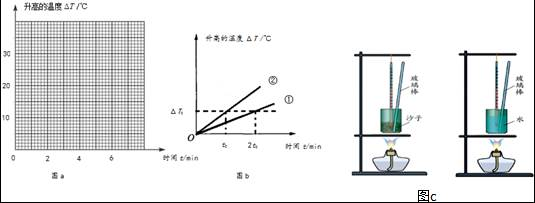 升高的温度 ΔT/℃
30
20
10
0
2
4
6
时间 t/min
图a
升高的温度 ΔT/℃
②
①
ΔT₁
O
t₁
2t₁
时间 t/min
图b
玻璃棒
沙子
玻璃棒
水
图c